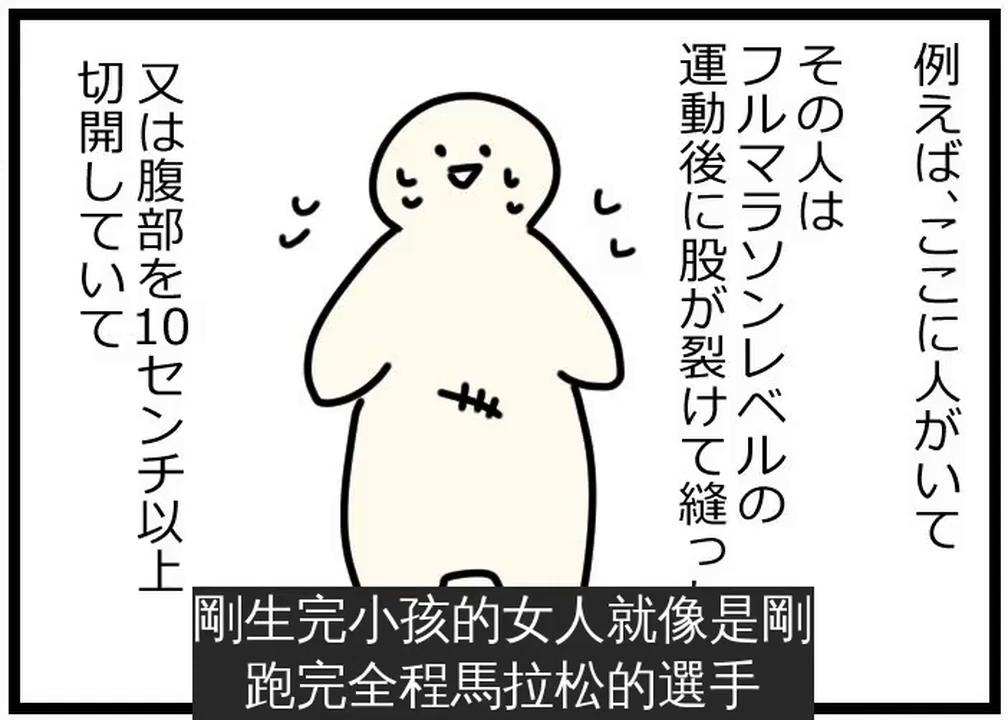 例えば、ここに人がいて
その人は
フルマラソンレベルの
運動後に股が裂けて縫っ
又は腹部を10センチ以上
切開していて
剛生完小孩的女人就像是剛
跑完全程馬拉松的選手